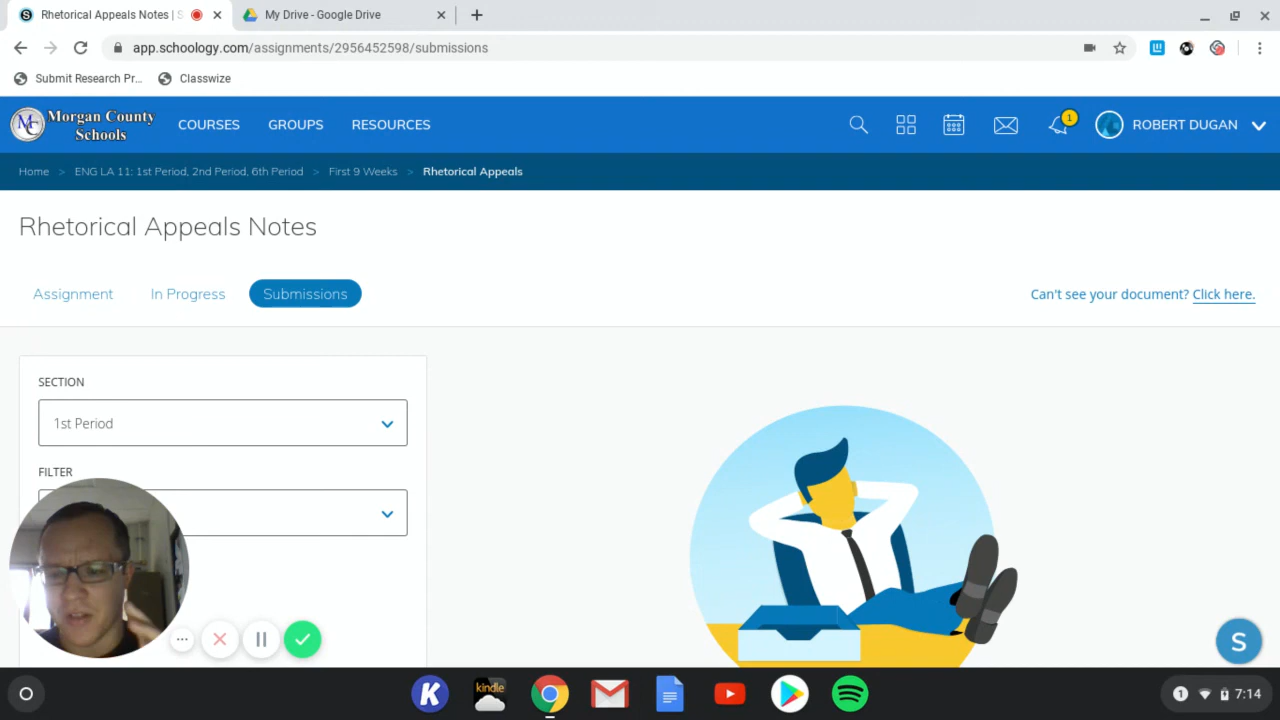 Rhetorical Appeals Notes | S
My Drive - Google Drive
app.schoology.com/assignments/2956452598/submissions
Submit Research Pr...
Classwize
Morgan County
Schools
COURSES
GROUPS
RESOURCES
1
ROBERT DUGAN
Home > ENG LA 11: 1st Period, 2nd Period, 6th Period > First 9 Weeks > Rhetorical Appeals
Rhetorical Appeals Notes
Assignment
In Progress
Submissions
Can't see your document? Click here.
SECTION
1st Period
FILTER
S
K
kindle
1
7:14